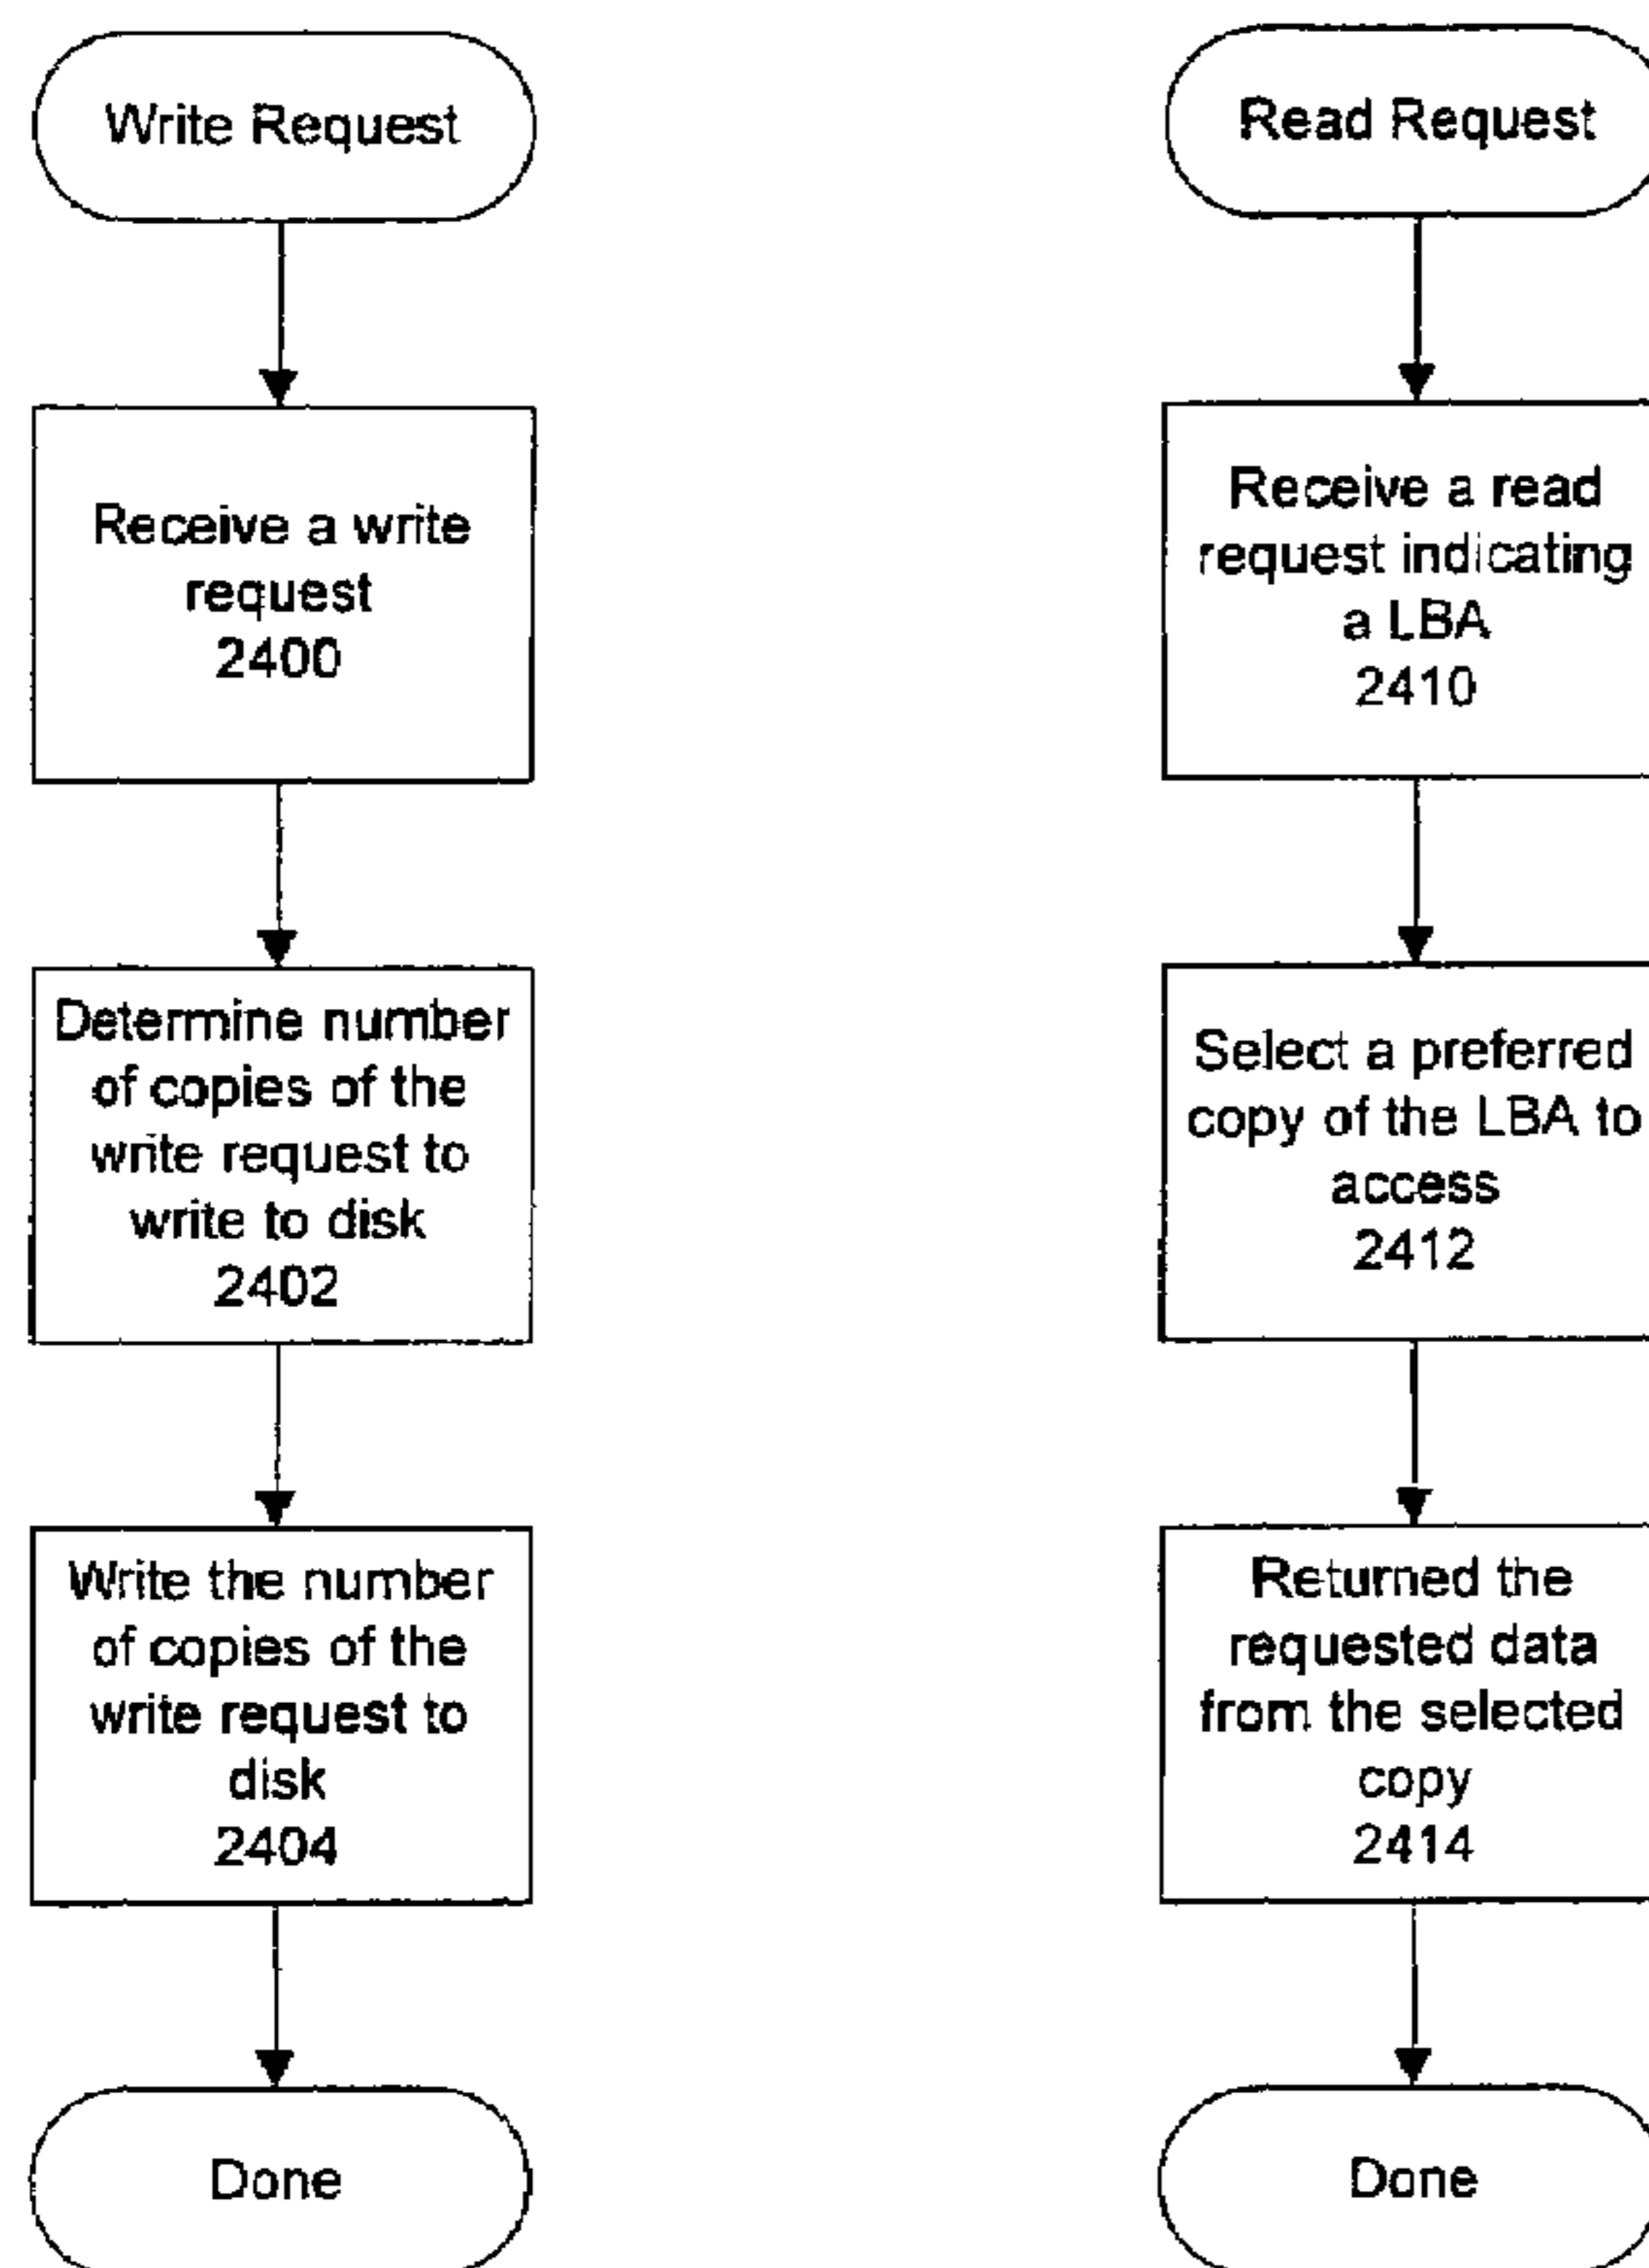 Write Request
Receive a write
request
2400
Determine number
of copies of the
write request to
write to disk
2402
Write the number
of copies of the
write request to
disk
2404
Done
Read Request
Receive a read
request indicating
a LBA
2410
Select a preferred
copy of the LBA to
access
2412
Returned the
requested data
from the selected
copy
2414
Done